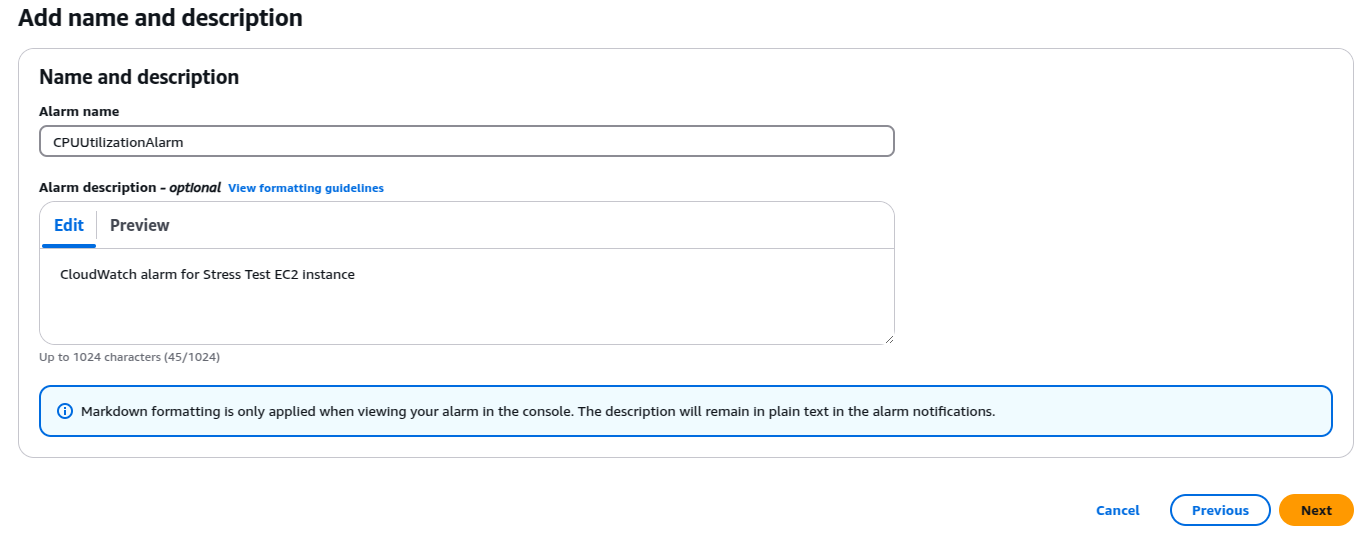 Add name and description
Name and description
Alarm name
CPUUtilizationAlarm
Alarm description - optional View formatting guidelines
Edit Preview
CloudWatch alarm for Stress Test EC2 instance
Up to 1024 characters (45/1024)
Markdown formatting is only applied when viewing your alarm in the console. The description will remain in plain text in the alarm notifications.
Cancel Previous Next